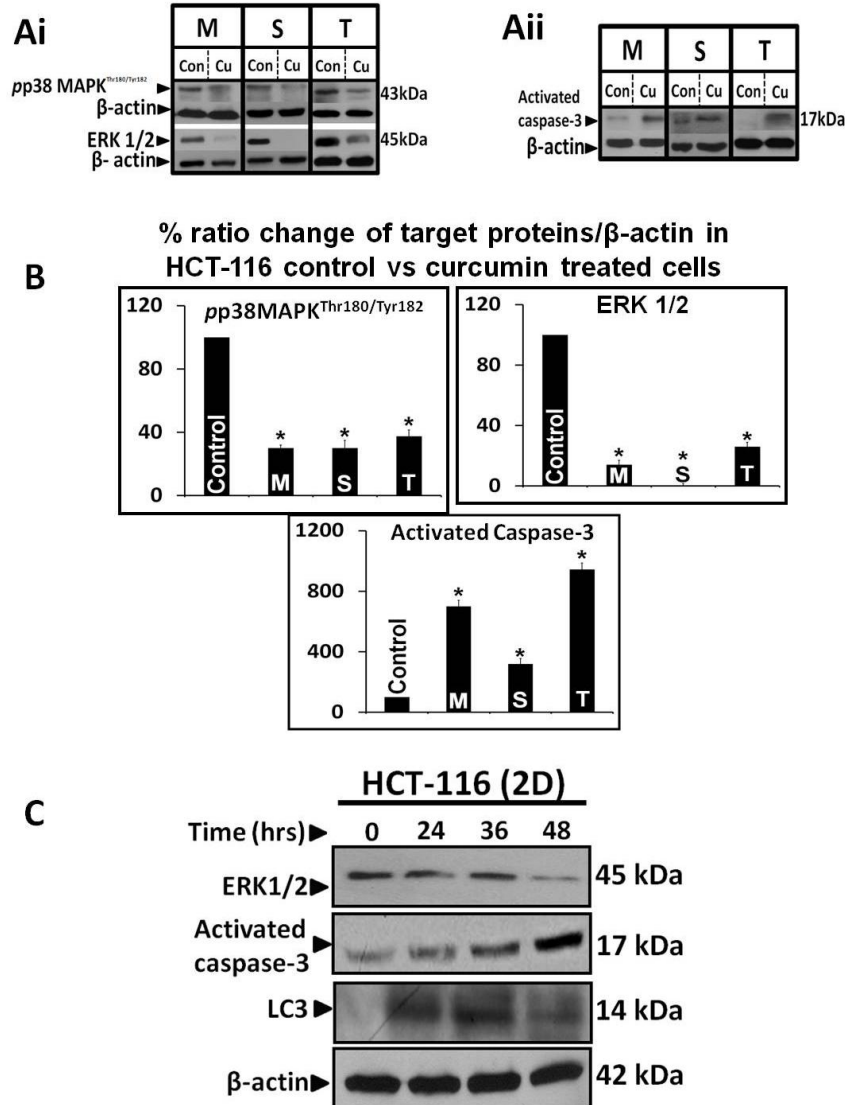 Ai
M S T
Con Cu Con Cu Con Cu
pp38 MAPK^Thr180/Tyr182 43kDa
β-actin
ERK 1/2 45kDa
β- actin
Aii
M S T
Con Cu Con Cu Con Cu
Activated
caspase-3 17kDa
β-actin
B
% ratio change of target proteins/β-actin in
HCT-116 control vs curcumin treated cells
pp38MAPK^Thr180/Tyr182
120
80
40
0
Control M S T
* * *
ERK 1/2
120
80
40
0
Control M S T
* * *
Activated Caspase-3
1200
800
400
0
Control M S T
* * *
C
HCT-116 (2D)
Time (hrs) 0 24 36 48
ERK1/2 45 kDa
Activated
caspase-3 17 kDa
LC3 14 kDa
β-actin 42 kDa